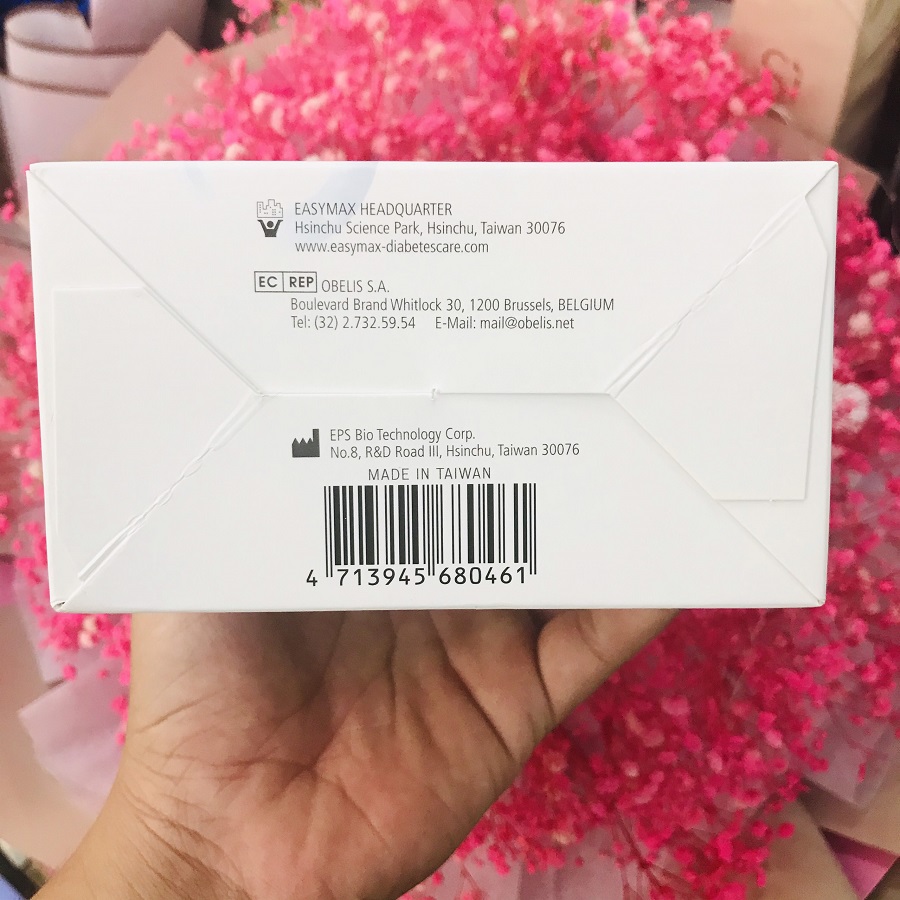 EASYMAX HEADQUARTER
Hsinchu Science Park, Hsinchu, Taiwan 30076
www.easymax-diabetescare.com
EC REP OBELIS S.A.
Boulevard Brand Whitlock 30, 1200 Brussels, BELGIUM
Tel: (32) 2.732.59.54 E-Mail: mail@obelis.net
EPS Bio Technology Corp.
No.8, R&D Road III, Hsinchu, Taiwan 30076
MADE IN TAIWAN
4 713945 680461